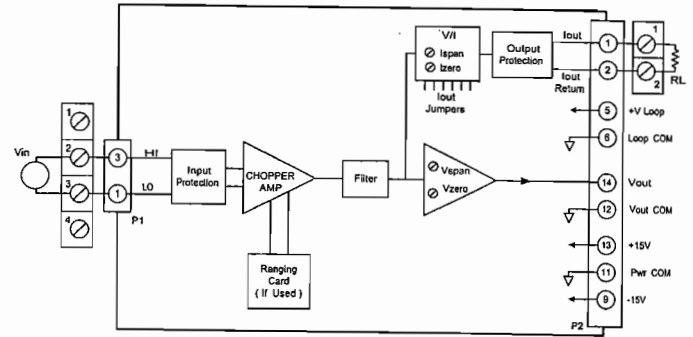 Vin
1
2
3
4
3
1
P1
HI
LO
Input
Protection
CHOPPER
AMP
Ranging
Card
( If Used )
Filter
V/I
Ispan
Izero
Iout
Jumpers
Output
Protection
Vspan
Vzero
Iout
Iout
Return
1
2
1
2
RL
5
+V Loop
6
Loop COM
14
Vout
12
Vout COM
13
+15V
11
Pwr COM
9
-15V
P2